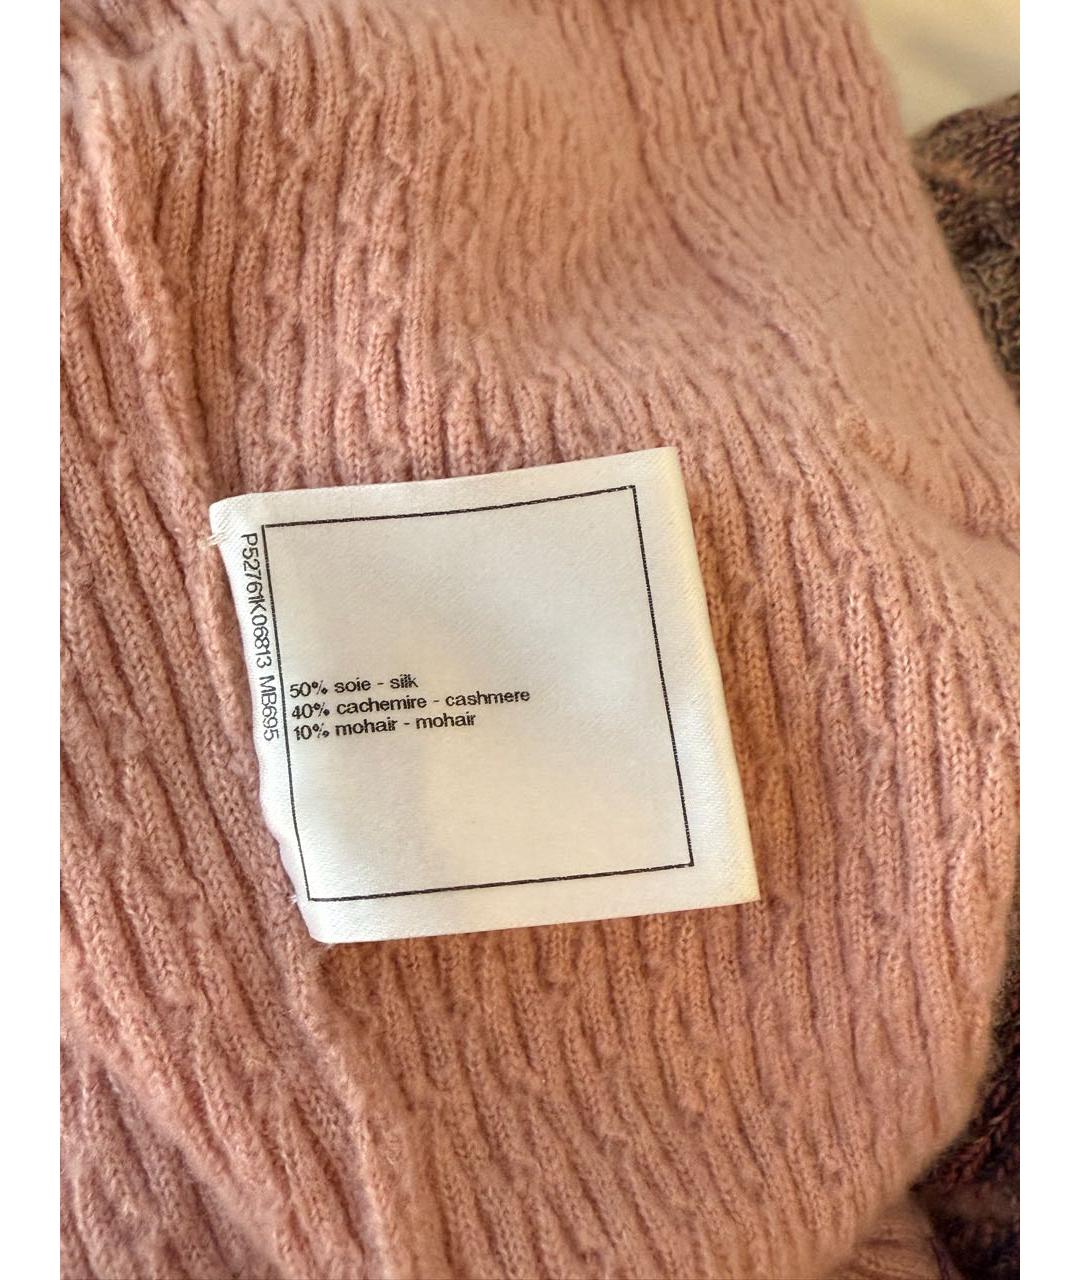 P52761K06813 MB695
50% soie - silk
40% cachemire - cashmere
10% mohair - mohair